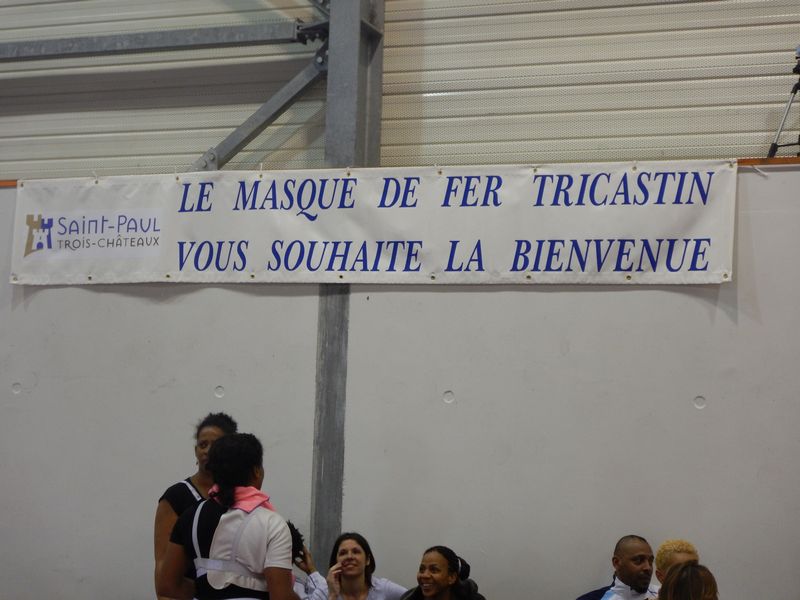 SAINT-PAUL
TROIS-CHÂTEAUX
LE MASQUE DE FER TRICASTIN
VOUS SOUHAITE LA BIENVENUE